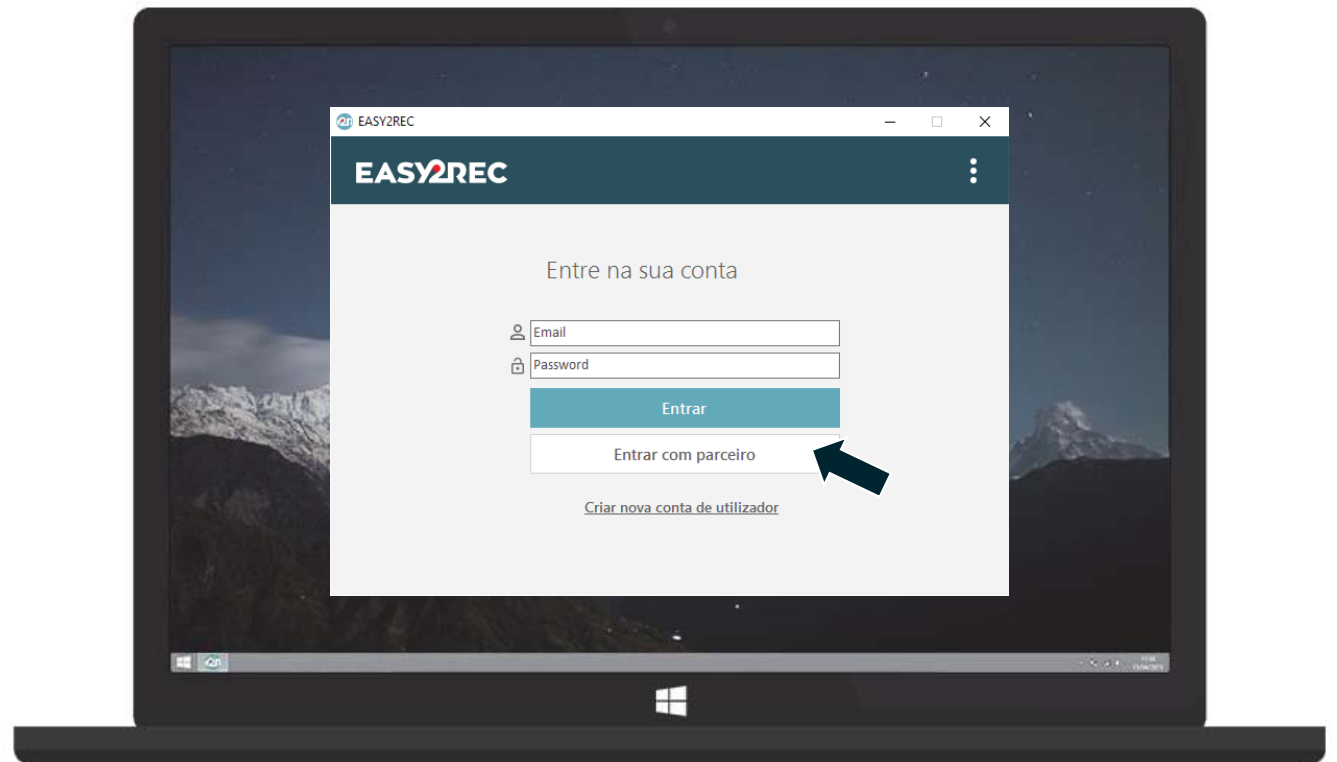 EASY2REC
EASY2REC
Entre na sua conta
Email
Password
Entrar
Entrar com parceiro
Criar nova conta de utilizador